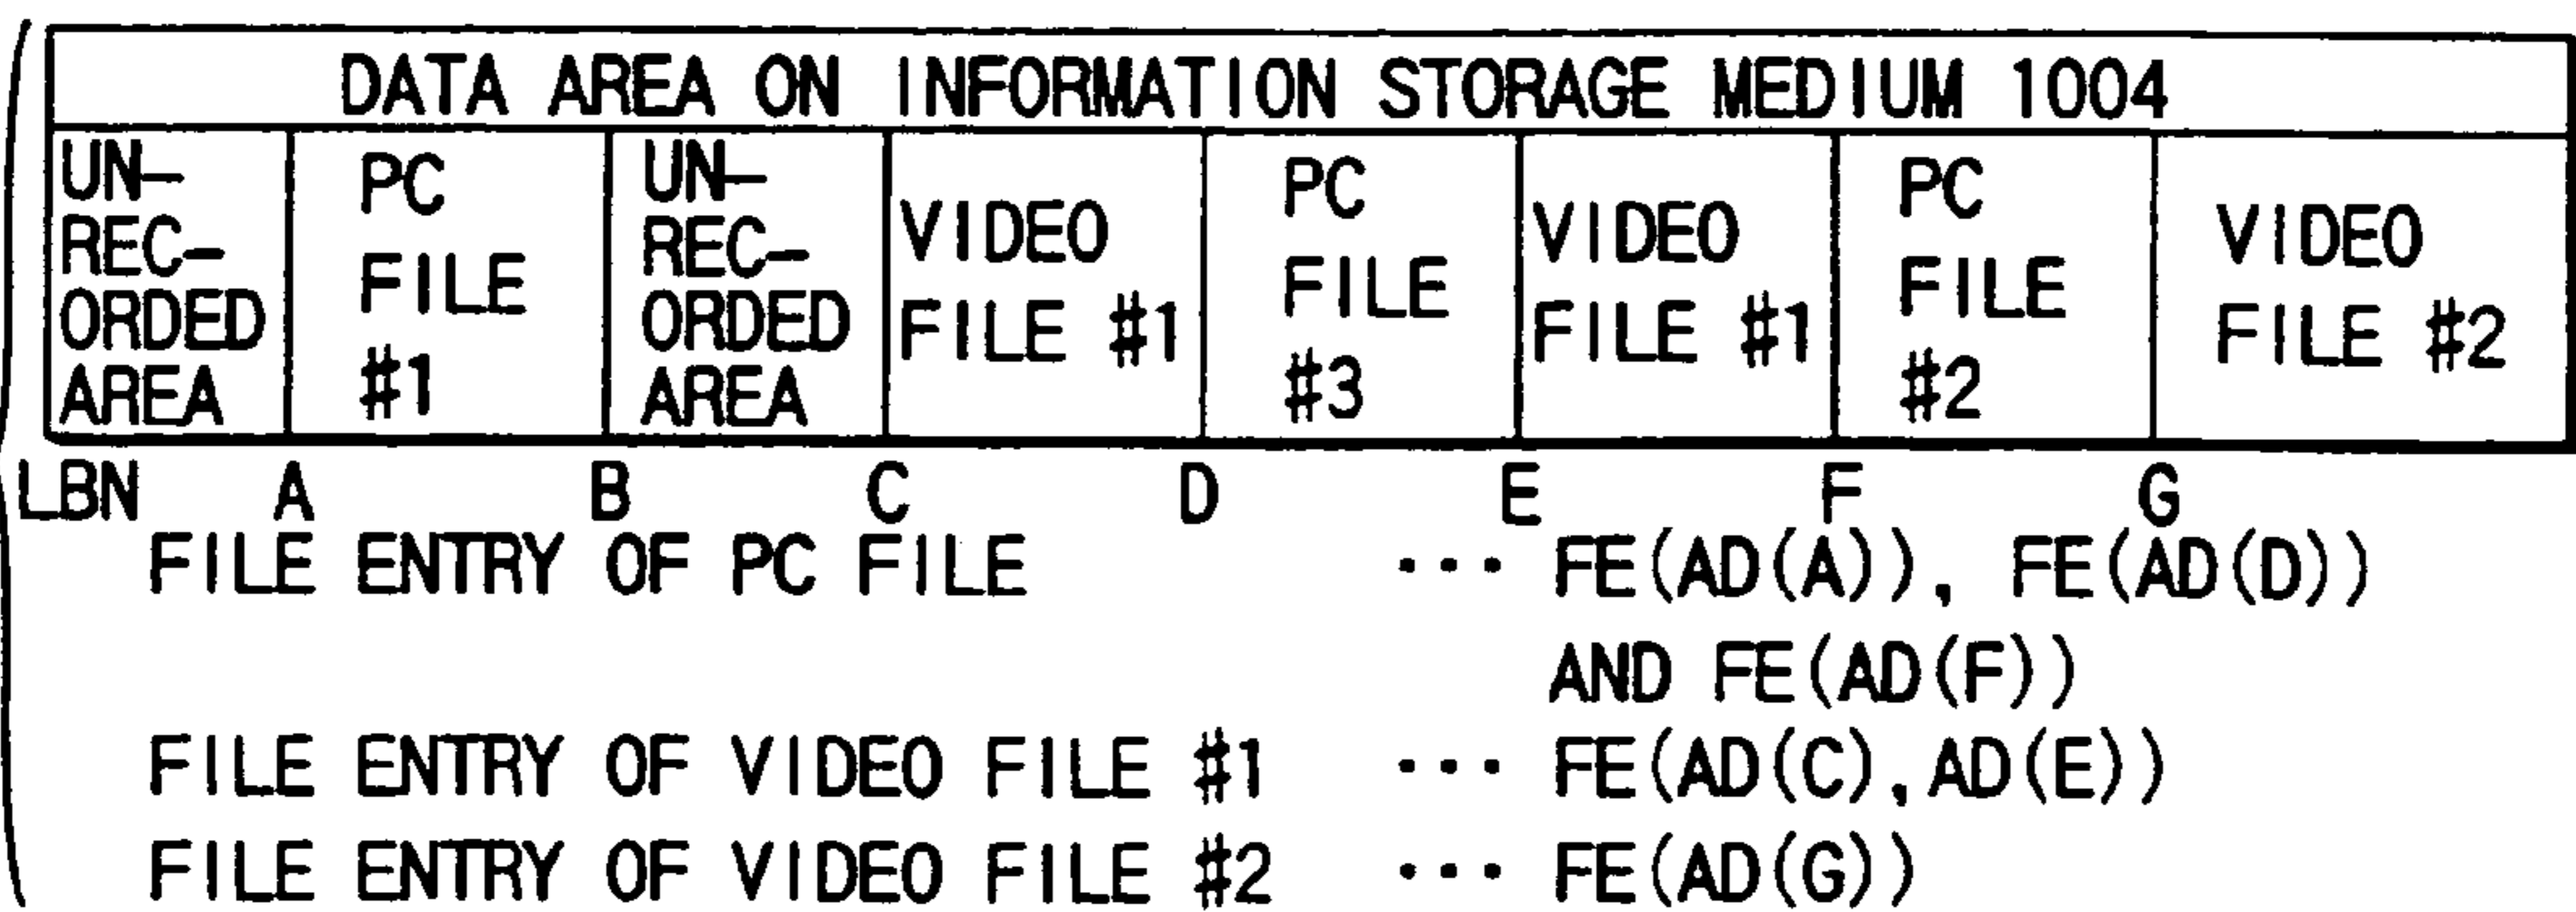 DATA AREA ON INFORMATION STORAGE MEDIUM 1004
UN-
REC-
ORDED
AREA
PC
FILE
#1
UN-
REC-
ORDED
AREA
VIDEO
FILE #1
PC
FILE
#3
VIDEO
FILE #1
PC
FILE
#2
VIDEO
FILE #2
LBN A B C D E F G
FILE ENTRY OF PC FILE ··· FE(AD(A)), FE(AD(D))
AND FE(AD(F))
FILE ENTRY OF VIDEO FILE #1 ··· FE(AD(C),AD(E))
FILE ENTRY OF VIDEO FILE #2 ··· FE(AD(G))